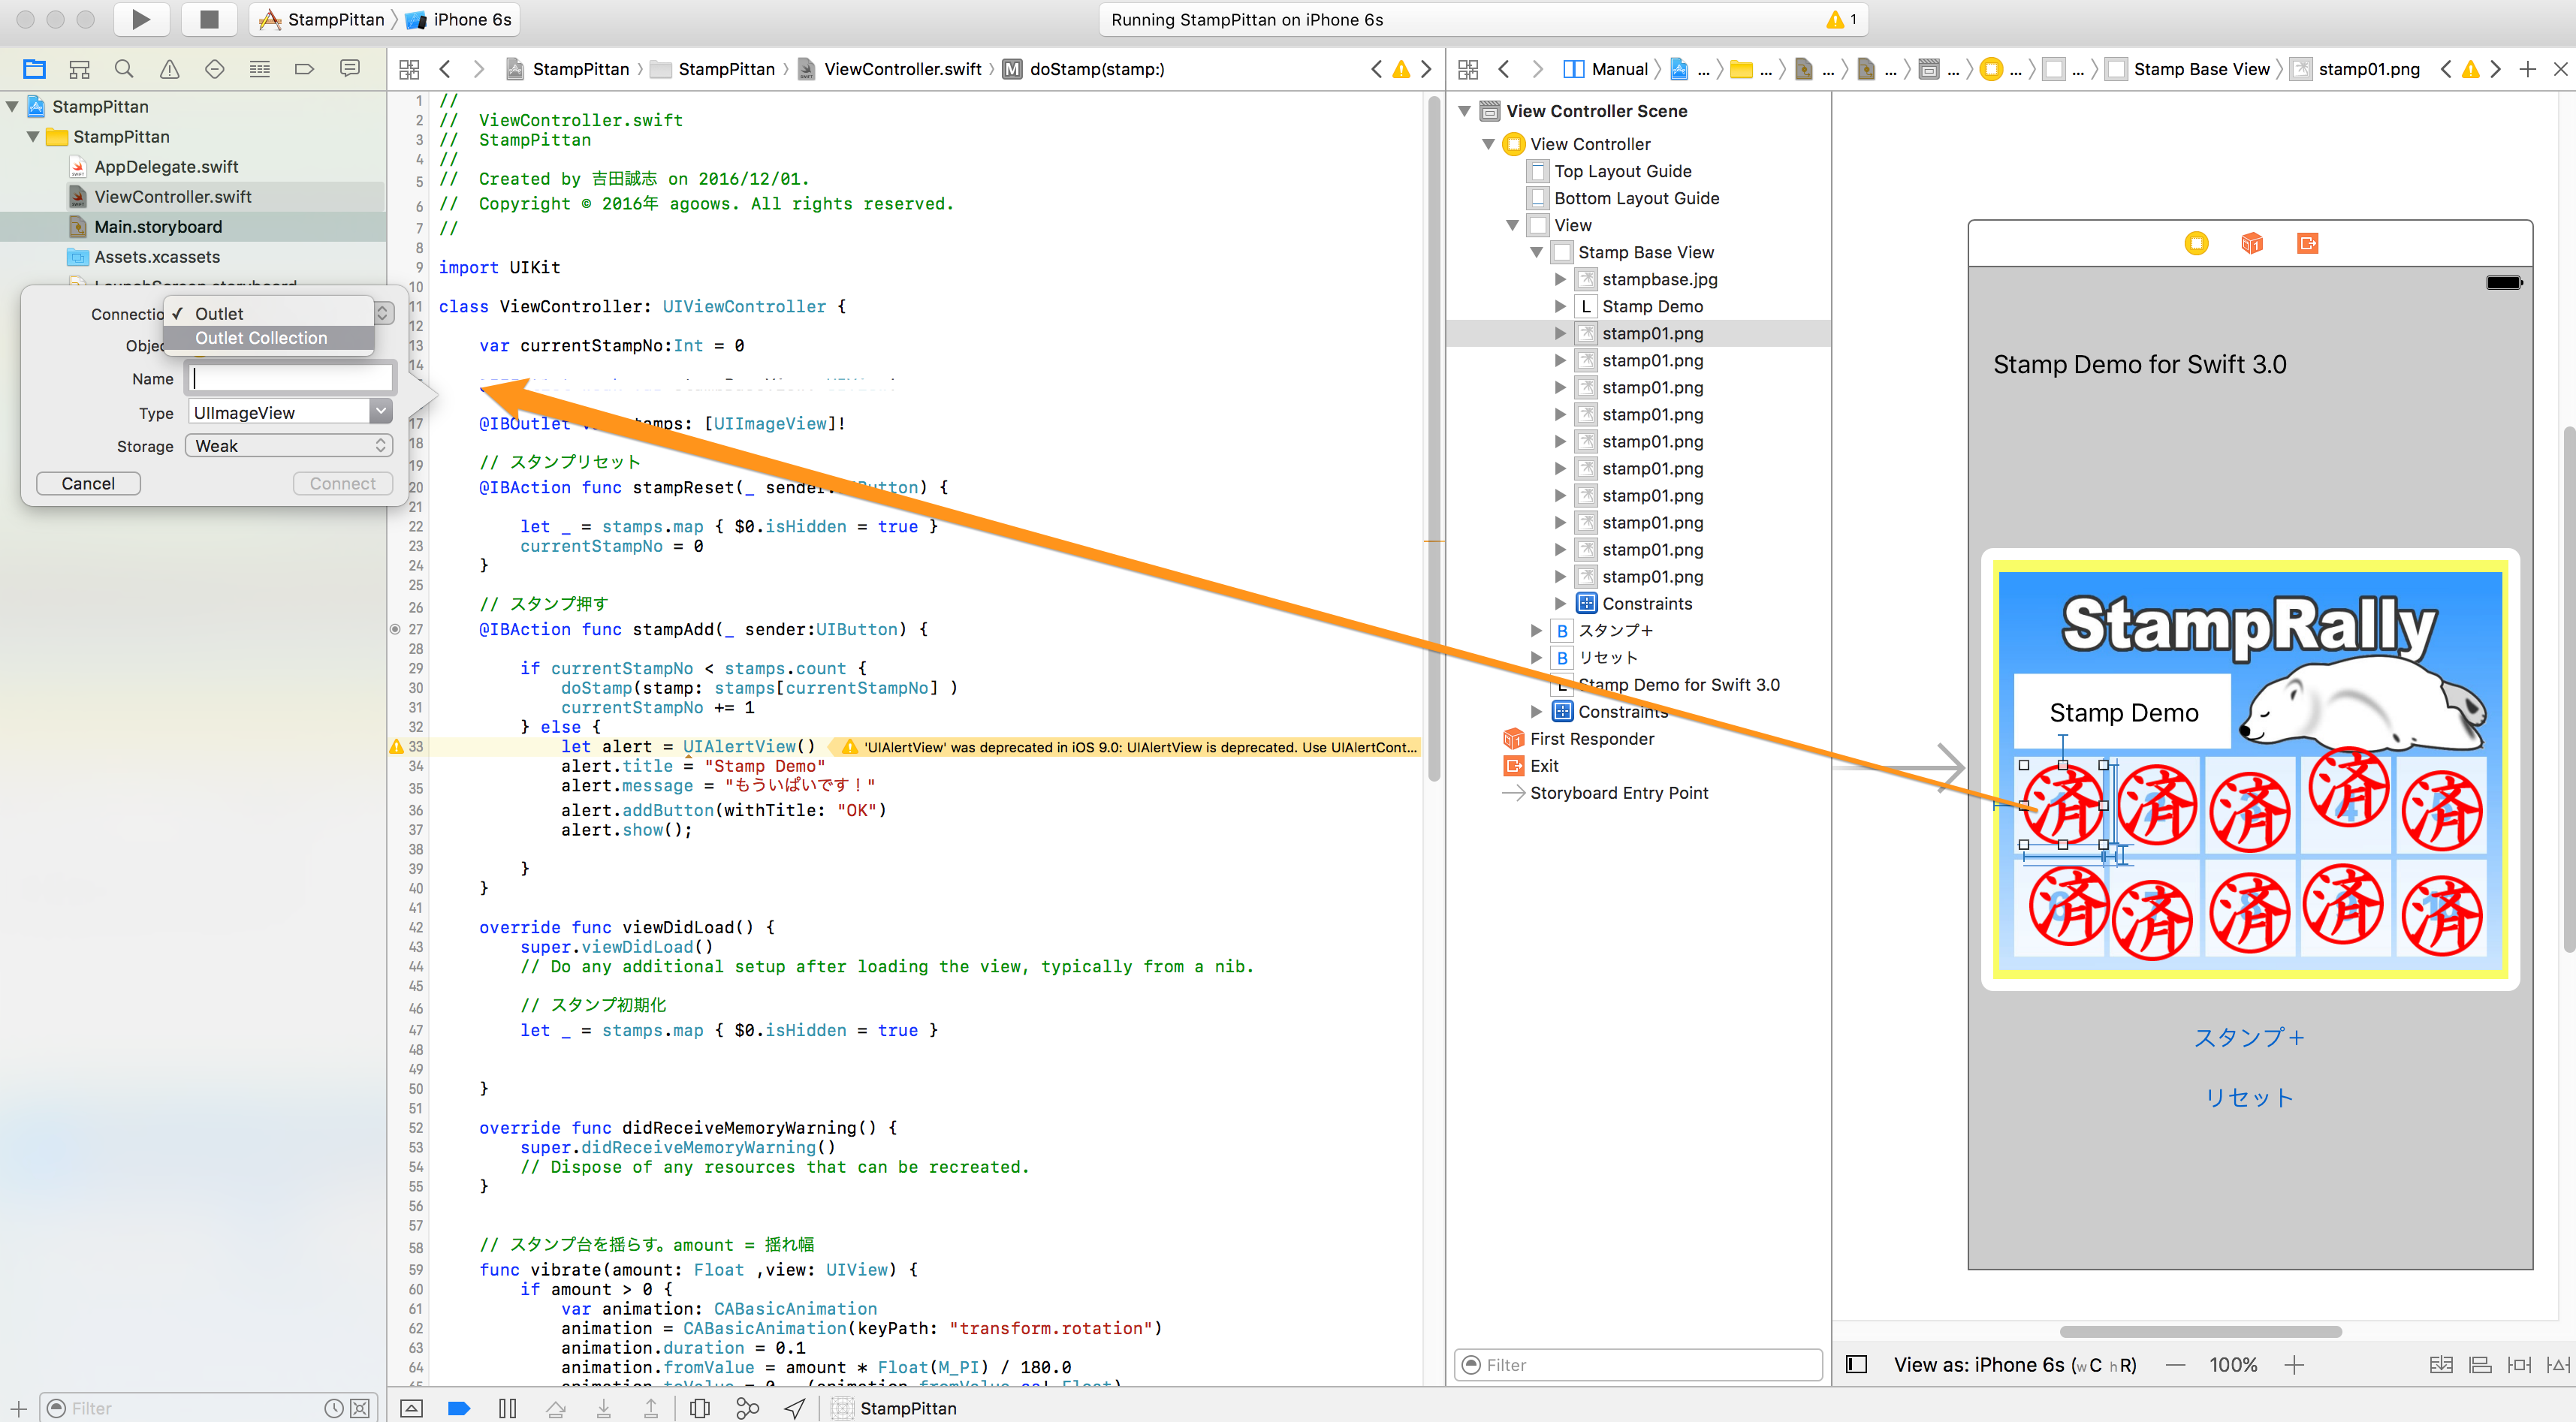 StampPittan
iPhone 6s
Running StampPittan on iPhone 6s
1
StampPittan
StampPittan
ViewController.swift
doStamp(stamp:)
Manual
...
...
...
...
...
...
...
Stamp Base View
stamp01.png
StampPittan
StampPittan
AppDelegate.swift
ViewController.swift
Main.storyboard
Assets.xcassets
LaunchScreen.storyboard
Connectio
✓ Outlet
Outlet Collection
Objec
Name
Type
UIImageView
Storage
Weak
Cancel
Connect
Filter
1 //
2 //  ViewController.swift
3 //  StampPittan
4 //
5 //  Created by 吉田誠志 on 2016/12/01.
6 //  Copyright © 2016年 agoows. All rights reserved.
7 //
8
9 import UIKit
10
11 class ViewController: UIViewController {
12
13 var currentStampNo:Int = 0
14
17 @IBOutlet tamps: [UIImageView]!
18
19 // スタンプリセット
20 @IBAction func stampReset(_ sender: utton) {
21
22 let _ = stamps.map { $0.isHidden = true }
23 currentStampNo = 0
24 }
25
26 // スタンプ押す
27 @IBAction func stampAdd(_ sender:UIButton) {
28
29 if currentStampNo < stamps.count {
30 doStamp(stamp: stamps[currentStampNo] )
31 currentStampNo += 1
32 } else {
33 let alert = UIAlertView() 'UIAlertView' was deprecated in iOS 9.0: UIAlertView is deprecated. Use UIAlertCont...
34 alert.title = "Stamp Demo"
35 alert.message = "もういぱいです！"
36 alert.addButton(withTitle: "OK")
37 alert.show();
38
39 }
40 }
41
42 override func viewDidLoad() {
43 super.viewDidLoad()
44 // Do any additional setup after loading the view, typically from a nib.
45
46 // スタンプ初期化
47 let _ = stamps.map { $0.isHidden = true }
48
49
50 }
51
52 override func didReceiveMemoryWarning() {
53 super.didReceiveMemoryWarning()
54 // Dispose of any resources that can be recreated.
55 }
56
57
58 // スタンプ台を揺らす。amount = 揺れ幅
59 func vibrate(amount: Float ,view: UIView) {
60 if amount > 0 {
61 var animation: CABasicAnimation
62 animation = CABasicAnimation(keyPath: "transform.rotation")
63 animation.duration = 0.1
64 animation.fromValue = amount * Float(M_PI) / 180.0
StampPittan
View Controller Scene
View Controller
Top Layout Guide
Bottom Layout Guide
View
Stamp Base View
stampbase.jpg
L Stamp Demo
stamp01.png
stamp01.png
stamp01.png
stamp01.png
stamp01.png
stamp01.png
stamp01.png
stamp01.png
stamp01.png
stamp01.png
Constraints
B スタンプ＋
B リセット
L Stamp Demo for Swift 3.0
Constraints
First Responder
Exit
Storyboard Entry Point
Filter
Stamp Demo for Swift 3.0
StampRally
Stamp Demo
済 済 済 済 済
済 済 済 済 済
スタンプ＋
リセット
View as: iPhone 6s (wC hR)
100%